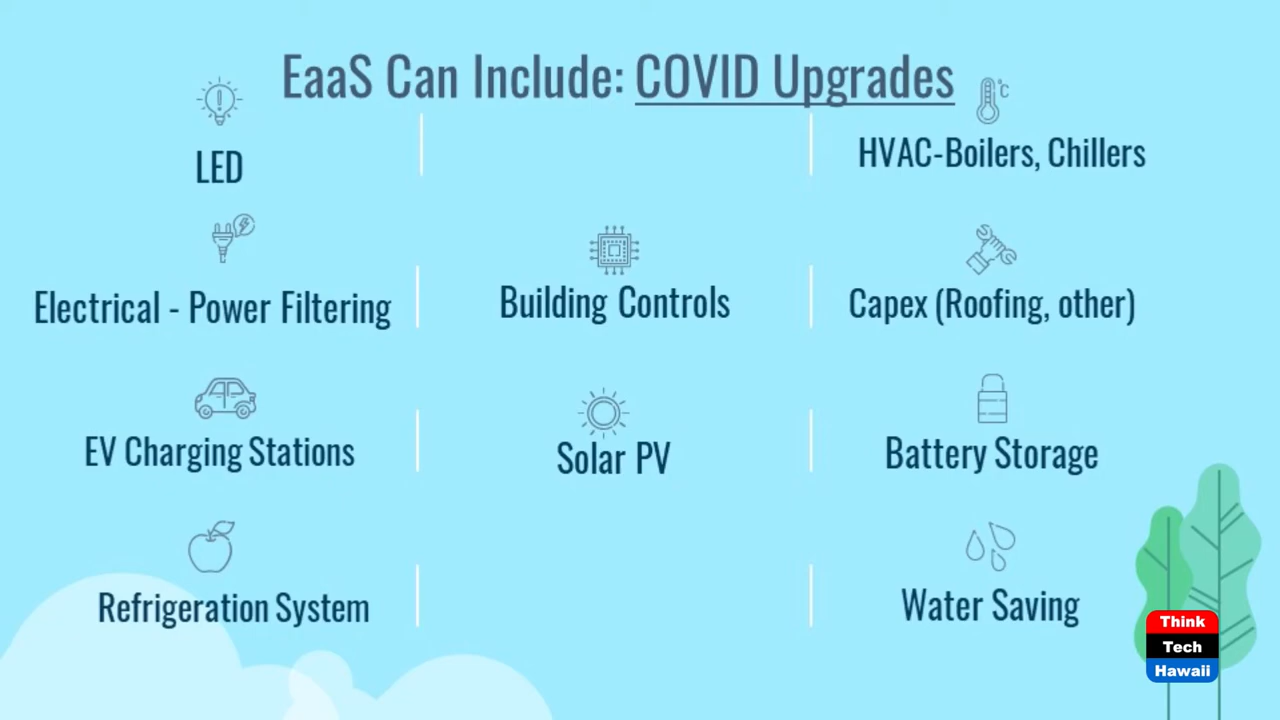 EaaS Can Include: COVID Upgrades
°C
LED
HVAC-Boilers, Chillers
Electrical - Power Filtering
Building Controls
Capex (Roofing, other)
EV Charging Stations
Solar PV
Battery Storage
Refrigeration System
Water Saving
Think
Tech
Hawaii